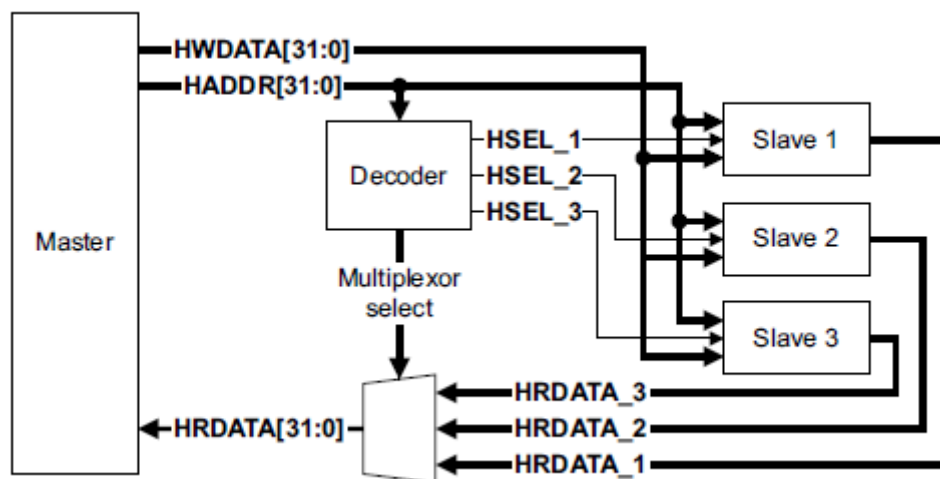 HWDATA[31:0]
HADDR[31:0]
HSEL_1
Slave 1
Decoder
HSEL_2
HSEL_3
Master
Slave 2
Multiplexor
select
Slave 3
HRDATA_3
HRDATA[31:0]
HRDATA_2
HRDATA_1